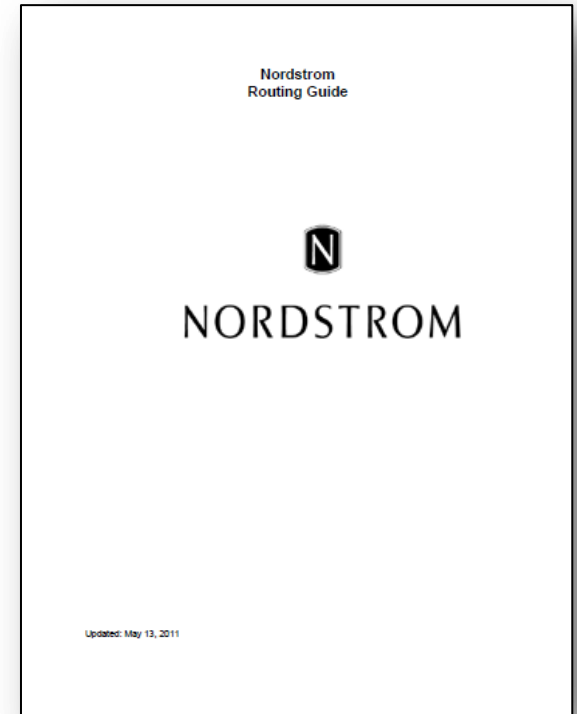 Nordstrom
Routing Guide
N
NORDSTROM
Updated: May 13, 2011